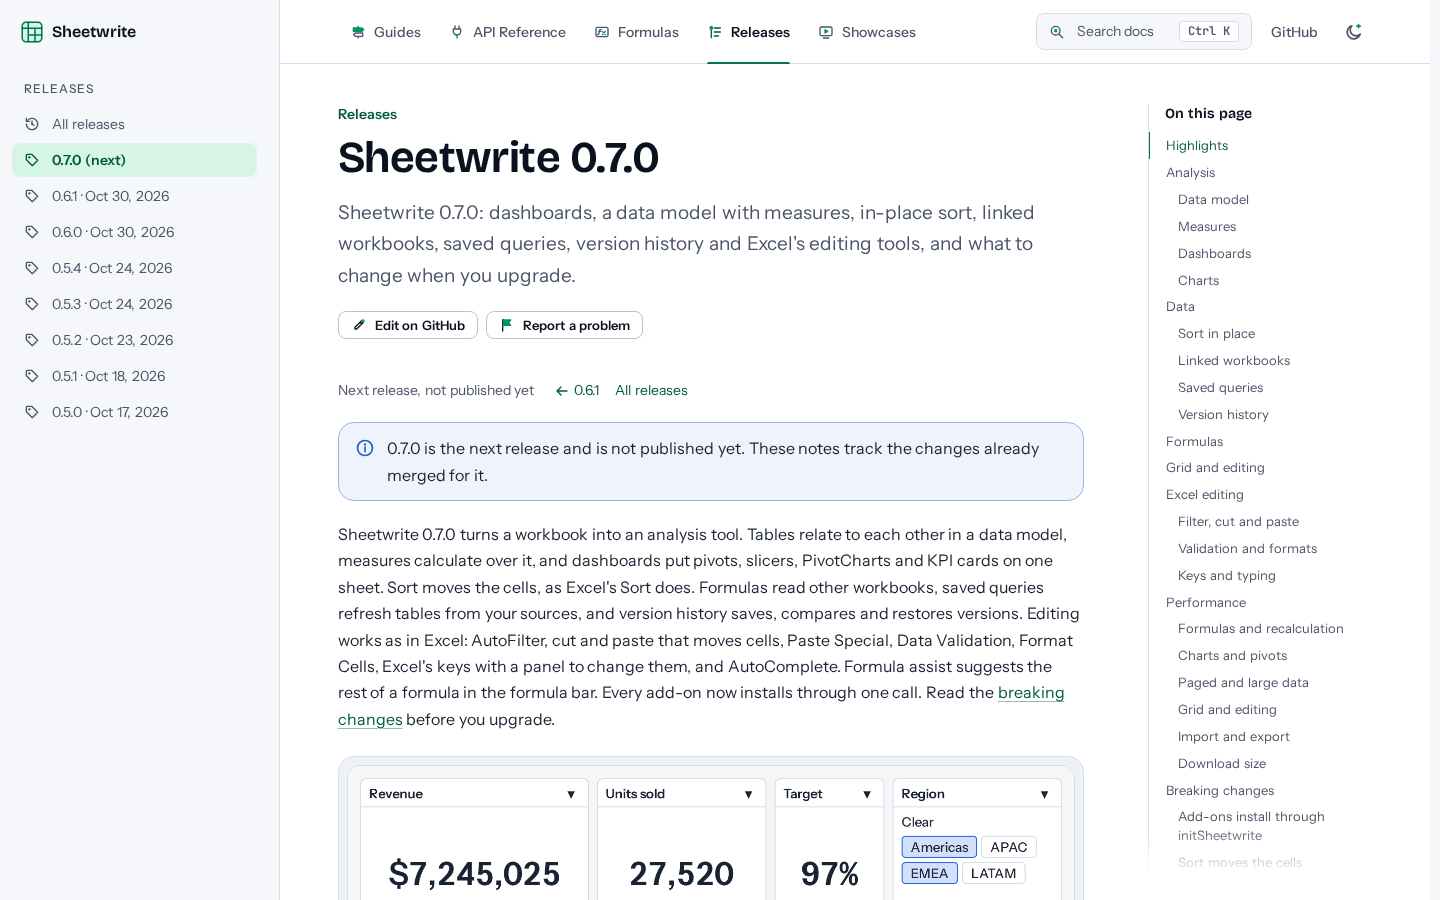 Sheetwrite
Guides
API Reference
Formulas
Releases
Showcases
Search docs
Ctrl K
GitHub
RELEASES
All releases
0.7.0 (next)
0.6.1 · Oct 30, 2026
0.6.0 · Oct 30, 2026
0.5.4 · Oct 24, 2026
0.5.3 · Oct 24, 2026
0.5.2 · Oct 23, 2026
0.5.1 · Oct 18, 2026
0.5.0 · Oct 17, 2026
Releases
Sheetwrite 0.7.0
Sheetwrite 0.7.0: dashboards, a data model with measures, in-place sort, linked
workbooks, saved queries, version history and Excel's editing tools, and what to
change when you upgrade.
Edit on GitHub
Report a problem
Next release, not published yet
← 0.6.1
All releases
0.7.0 is the next release and is not published yet. These notes track the changes already
merged for it.
Sheetwrite 0.7.0 turns a workbook into an analysis tool. Tables relate to each other in a data model,
measures calculate over it, and dashboards put pivots, slicers, PivotCharts and KPI cards on one
sheet. Sort moves the cells, as Excel's Sort does. Formulas read other workbooks, saved queries
refresh tables from your sources, and version history saves, compares and restores versions. Editing
works as in Excel: AutoFilter, cut and paste that moves cells, Paste Special, Data Validation, Format
Cells, Excel's keys with a panel to change them, and AutoComplete. Formula assist suggests the
rest of a formula in the formula bar. Every add-on now installs through one call. Read the breaking
changes before you upgrade.
Revenue ▼
$7,245,025
Units sold ▼
27,520
Target ▼
97%
Region ▼
Clear
Americas
APAC
EMEA
LATAM
On this page
Highlights
Analysis
Data model
Measures
Dashboards
Charts
Data
Sort in place
Linked workbooks
Saved queries
Version history
Formulas
Grid and editing
Excel editing
Filter, cut and paste
Validation and formats
Keys and typing
Performance
Formulas and recalculation
Charts and pivots
Paged and large data
Grid and editing
Import and export
Download size
Breaking changes
Add-ons install through
initSheetwrite
Sort moves the cells